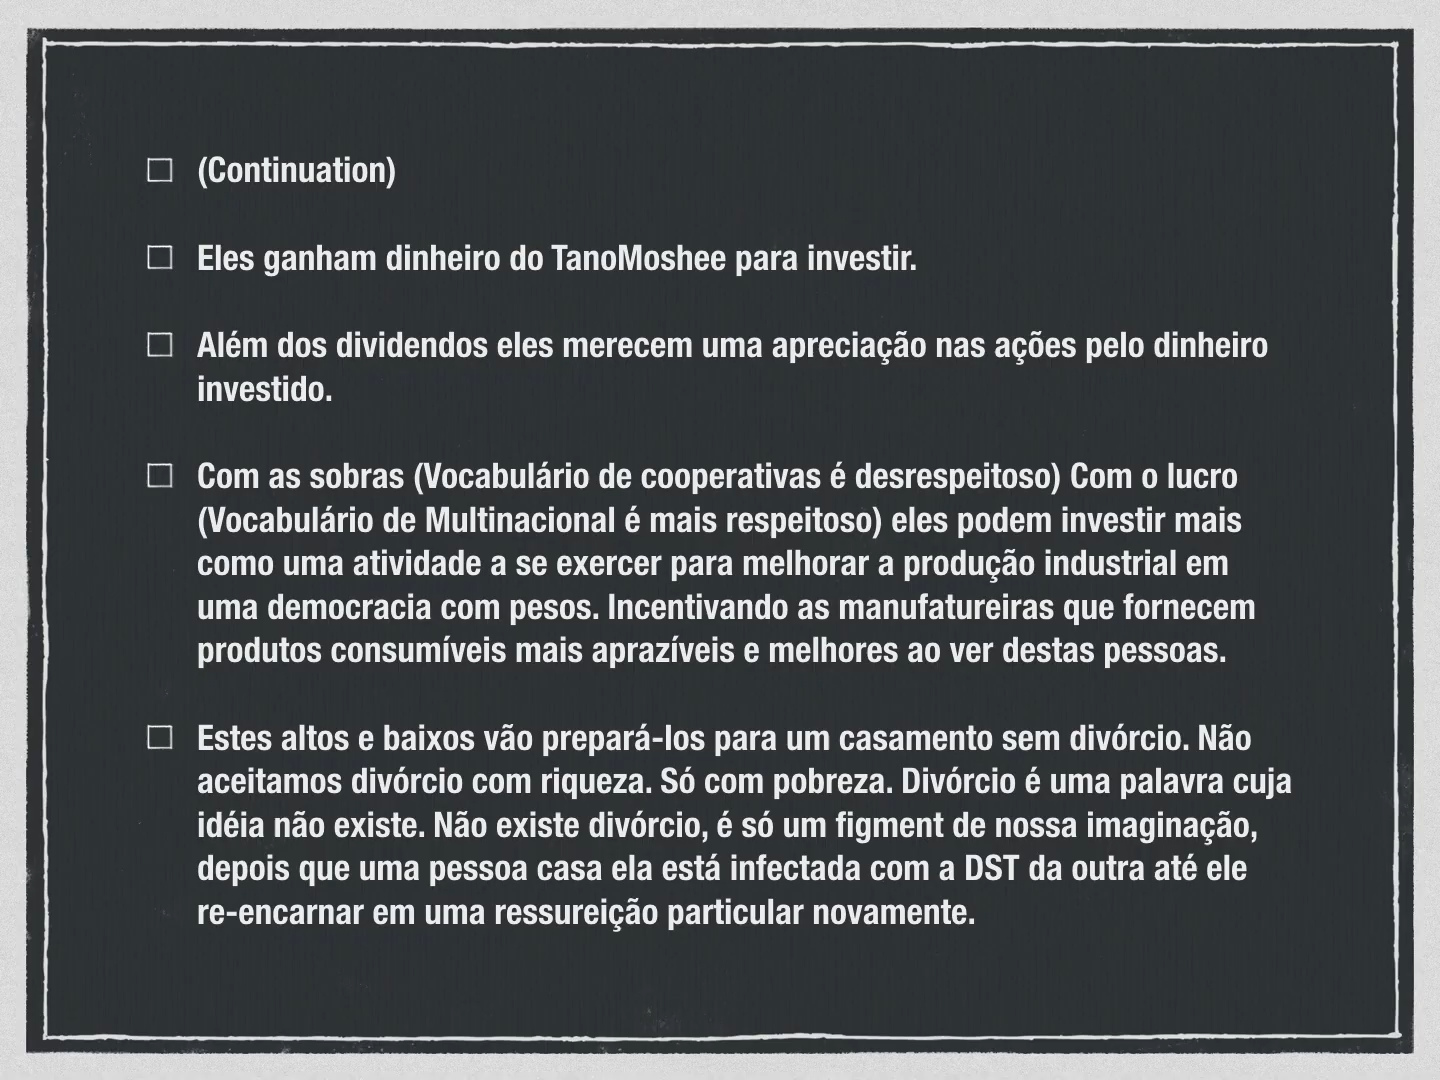 (Continuation)
Eles ganham dinheiro do TanoMoshee para investir.
Além dos dividendos eles merecem uma apreciação nas ações pelo dinheiro
investido.
Com as sobras (Vocabulário de cooperativas é desrespeitoso) Com o lucro
(Vocabulário de Multinacional é mais respeitoso) eles podem investir mais
como uma atividade a se exercer para melhorar a produção industrial em
uma democracia com pesos. Incentivando as manufatureiras que fornecem
produtos consumíveis mais aprazíveis e melhores ao ver destas pessoas.
Estes altos e baixos vão prepará-los para um casamento sem divórcio. Não
aceitamos divórcio com riqueza. Só com pobreza. Divórcio é uma palavra cuja
idéia não existe. Não existe divórcio, é só um figment de nossa imaginação,
depois que uma pessoa casa ela está infectada com a DST da outra até ele
re-encarnar em uma ressureição particular novamente.